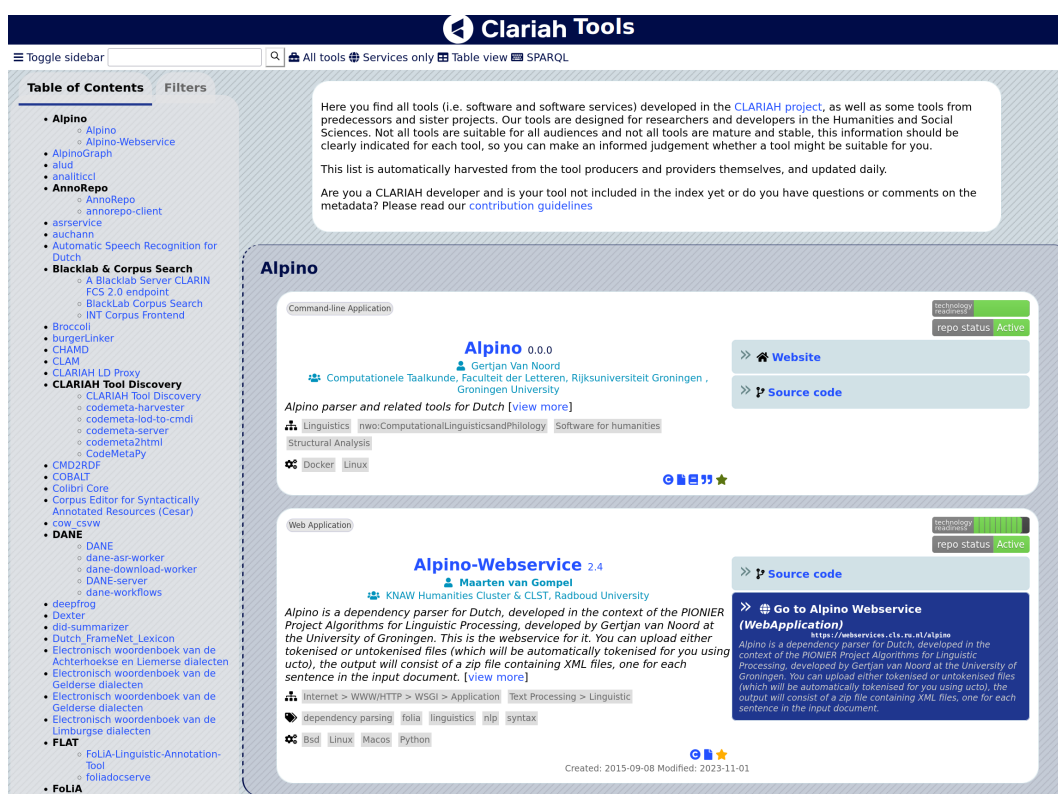 Clariah Tools
Toggle sidebar All tools Services only Table view SPARQL
Table of Contents Filters
Alpino
Alpino
Alpino-Webservice
AlpinoGraph
alud
analiticcl
AnnoRepo
AnnoRepo
annorepo-client
asrservice
auchann
Automatic Speech Recognition for
Dutch
Blacklab & Corpus Search
A Blacklab Server CLARIN
FCS 2.0 endpoint
BlackLab Corpus Search
INT Corpus Frontend
Broccoli
burgerLinker
CHAMD
CLAM
CLARIAH LD Proxy
CLARIAH Tool Discovery
CLARIAH Tool Discovery
codemeta-harvester
codemeta-lod-to-cmdi
codemeta-server
codemeta2html
CodeMetaPy
CMD2RDF
COBALT
Colibri Core
Corpus Editor for Syntactically
Annotated Resources (Cesar)
cow_csvw
DANE
DANE
dane-asr-worker
dane-download-worker
DANE-server
dane-workflows
deepfrog
Dexter
did-summarizer
Dutch_FrameNet_Lexicon
Electronisch woordenboek van de
Achterhoekse en Liemerse dialecten
Electronisch woordenboek van de
Gelderse dialecten
Electronisch woordenboek van de
Gelderse dialecten
Electronisch woordenboek van de
Limburgse dialecten
FLAT
FoLiA-Linguistic-Annotation-
Tool
foliadocserve
FoLiA
Here you find all tools (i.e. software and software services) developed in the CLARIAH project, as well as some tools from
predecessors and sister projects. Our tools are designed for researchers and developers in the Humanities and Social
Sciences. Not all tools are suitable for all audiences and not all tools are mature and stable, this information should be
clearly indicated for each tool, so you can make an informed judgement whether a tool might be suitable for you.
This list is automatically harvested from the tool producers and providers themselves, and updated daily.
Are you a CLARIAH developer and is your tool not included in the index yet or do you have questions or comments on the
metadata? Please read our contribution guidelines
Alpino
Command-line Application
technology
readiness
repo status Active
Alpino 0.0.0
Gertjan Van Noord
Computationele Taalkunde, Faculteit der Letteren, Rijksuniversiteit Groningen ,
Groningen University
Alpino parser and related tools for Dutch [view more]
Linguistics nwo:ComputationalLinguisticsandPhilology Software for humanities
Structural Analysis
Docker Linux
Website
Source code
Web Application
technology
readiness
repo status Active
Alpino-Webservice 2.4
Maarten van Gompel
KNAW Humanities Cluster & CLST, Radboud University
Alpino is a dependency parser for Dutch, developed in the context of the PIONIER
Project Algorithms for Linguistic Processing, developed by Gertjan van Noord at
the University of Groningen. This is the webservice for it. You can upload either
tokenised or untokenised files (which will be automatically tokenised for you using
ucto), the output will consist of a zip file containing XML files, one for each
sentence in the input document. [view more]
Internet > WWW/HTTP > WSGI > Application Text Processing > Linguistic
dependency parsing folia linguistics nlp syntax
Bsd Linux Macos Python
Created: 2015-09-08 Modified: 2023-11-01
Source code
Go to Alpino Webservice
(WebApplication)
https://webservices.cls.ru.nl/alpino
Alpino is a dependency parser for Dutch, developed in the
context of the PIONIER Project Algorithms for Linguistic
Processing, developed by Gertjan van Noord at the University of
Groningen. You can upload either tokenised or untokenised files
(which will be automatically tokenised for you using ucto), the
output will consist of a zip file containing XML files, one for each
sentence in the input document.